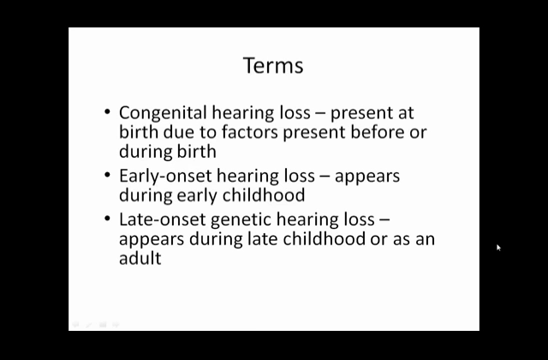 Terms
• Congenital hearing loss – present at
birth due to factors present before or
during birth
• Early-onset hearing loss – appears
during early childhood
• Late-onset genetic hearing loss –
appears during late childhood or as an
adult